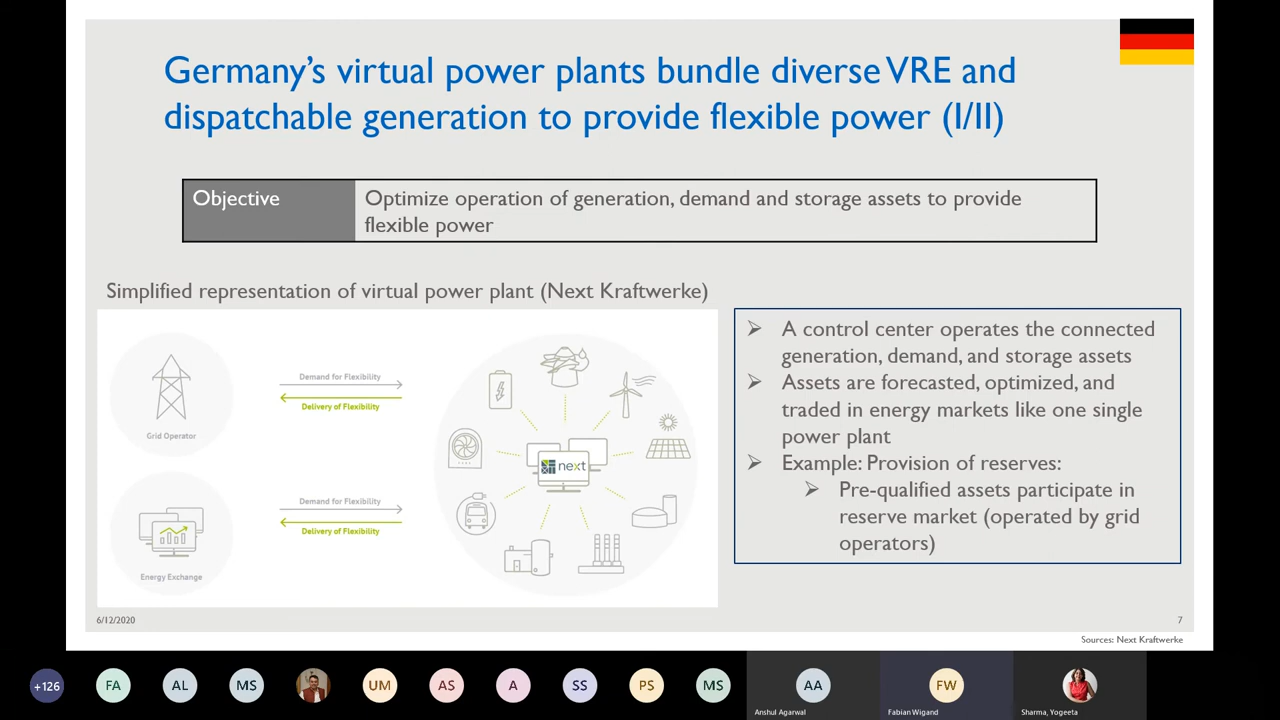 Germany's virtual power plants bundle diverse VRE and
dispatchable generation to provide flexible power (I/II)
Objective
Optimize operation of generation, demand and storage assets to provide
flexible power
Simplified representation of virtual power plant (Next Kraftwerke)
Grid Operator
Demand for Flexibility
Delivery of Flexibility
Energy Exchange
Demand for Flexibility
Delivery of Flexibility
next
A control center operates the connected
generation, demand, and storage assets
Assets are forecasted, optimized, and
traded in energy markets like one single
power plant
Example: Provision of reserves:
Pre-qualified assets participate in
reserve market (operated by grid
operators)
6/12/2020
7
Sources: Next Kraftwerke
+126
FA
AL
MS
UM
AS
A
SS
PS
MS
AA
Anshul Agarwal
FW
Fabian Wigand
Sharma, Yogeeta